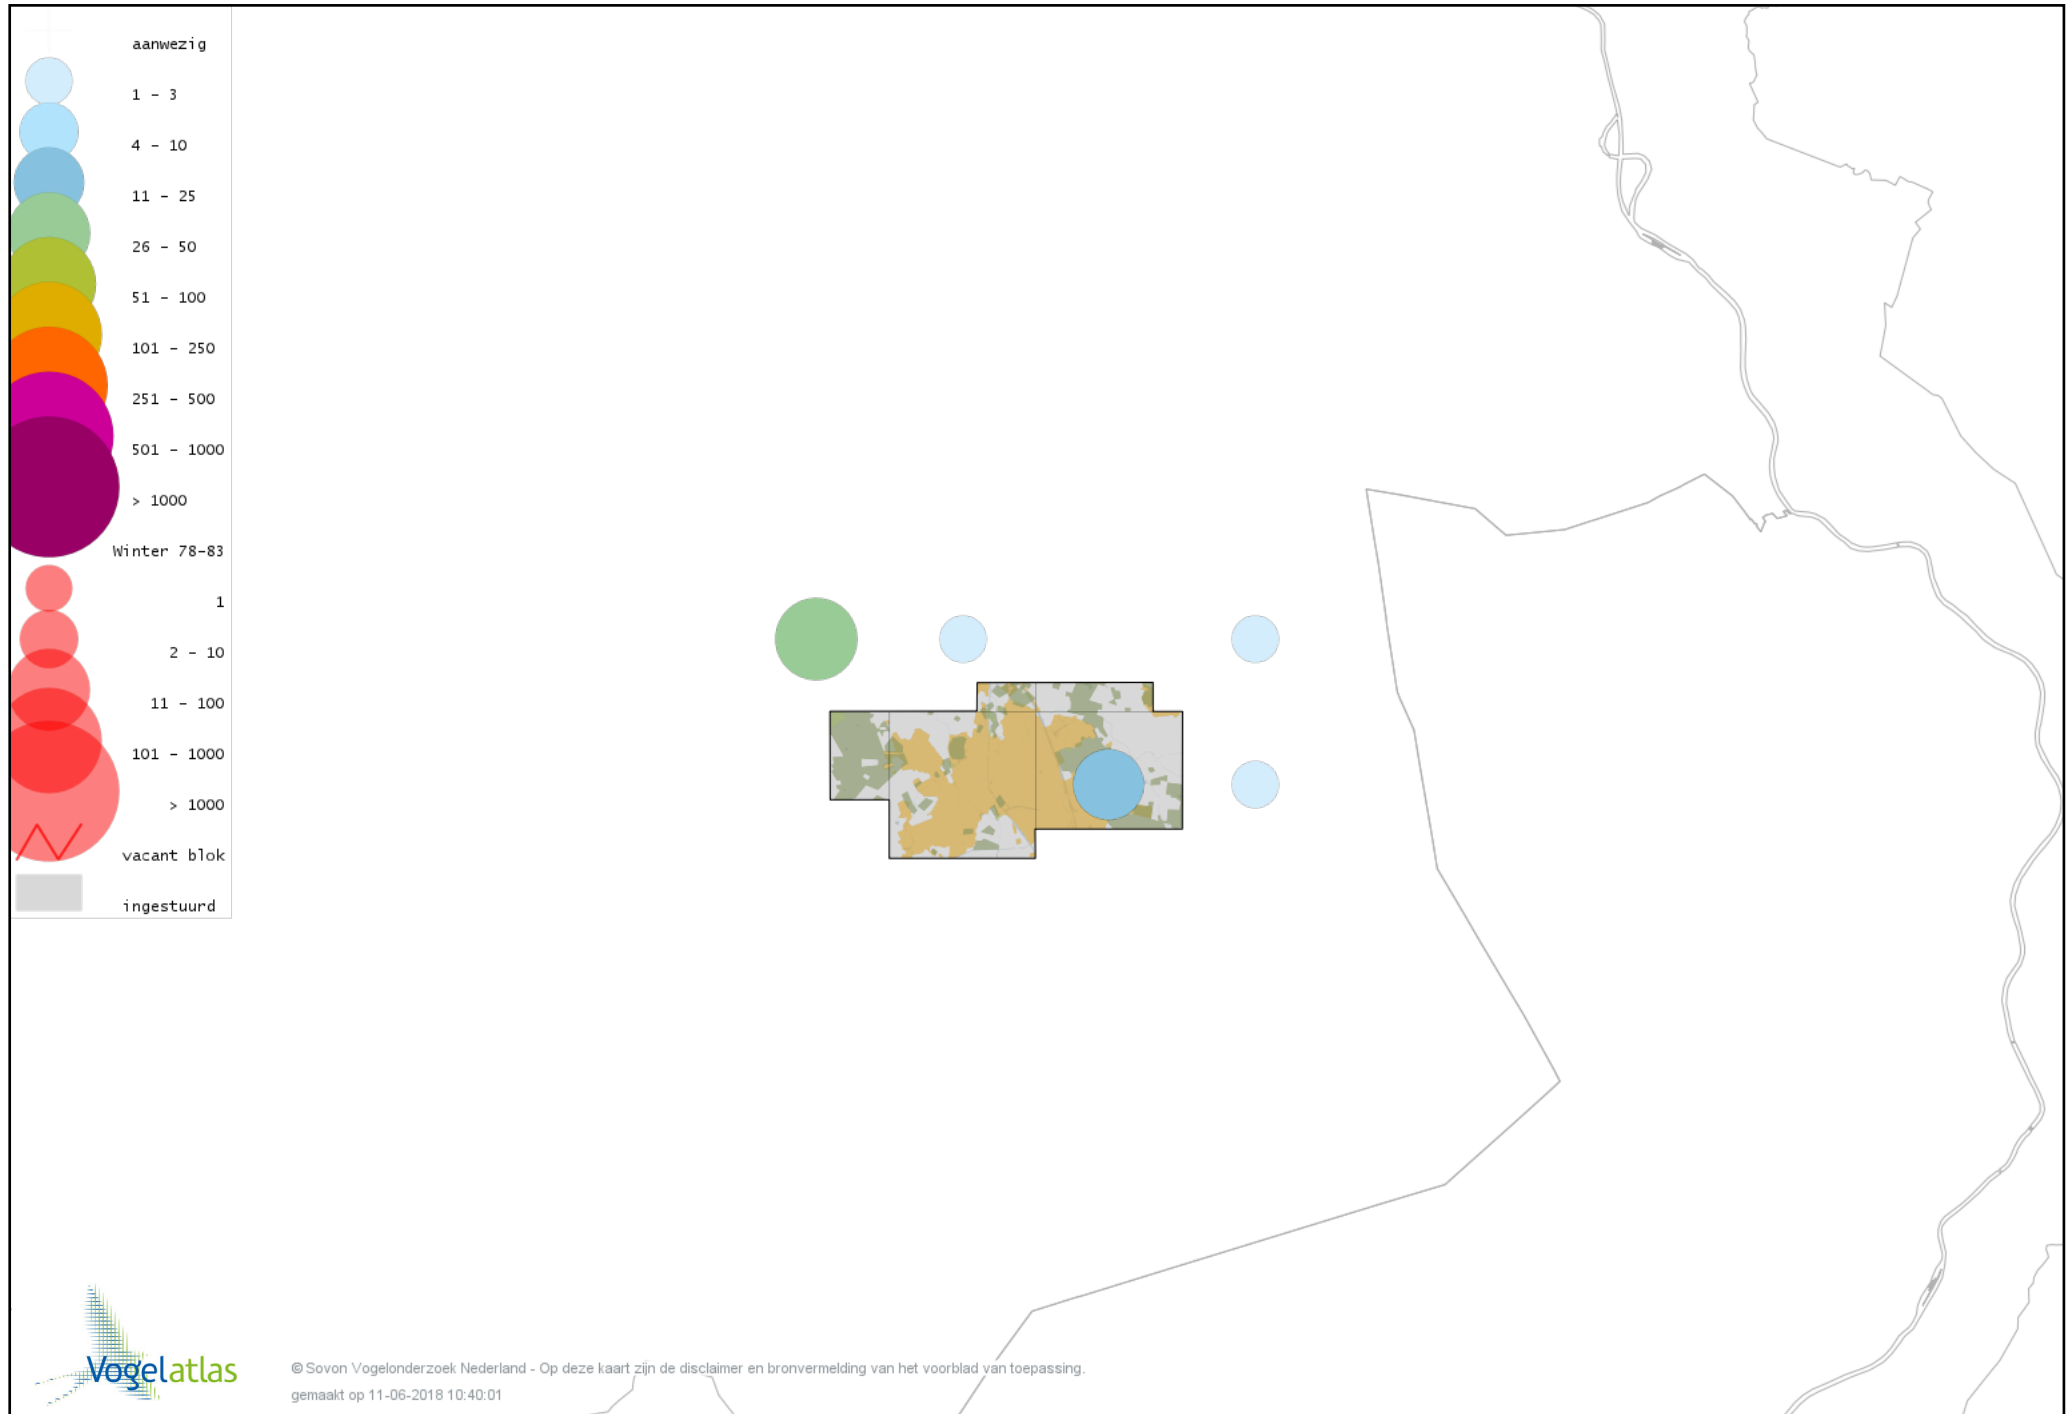 aanwezig
1 – 3
4 – 10
11 – 25
26 – 50
51 – 100
101 – 250
251 – 500
501 – 1000
> 1000
Winter 78-83
1
2 – 10
11 – 100
101 – 1000
> 1000
vacant blok
ingestuurd
Vogelatlas
© Sovon Vogelonderzoek Nederland - Op deze kaart zijn de disclaimer en bronvermelding van het voorblad van toepassing.
gemaakt op 11-06-2018 10:40:01